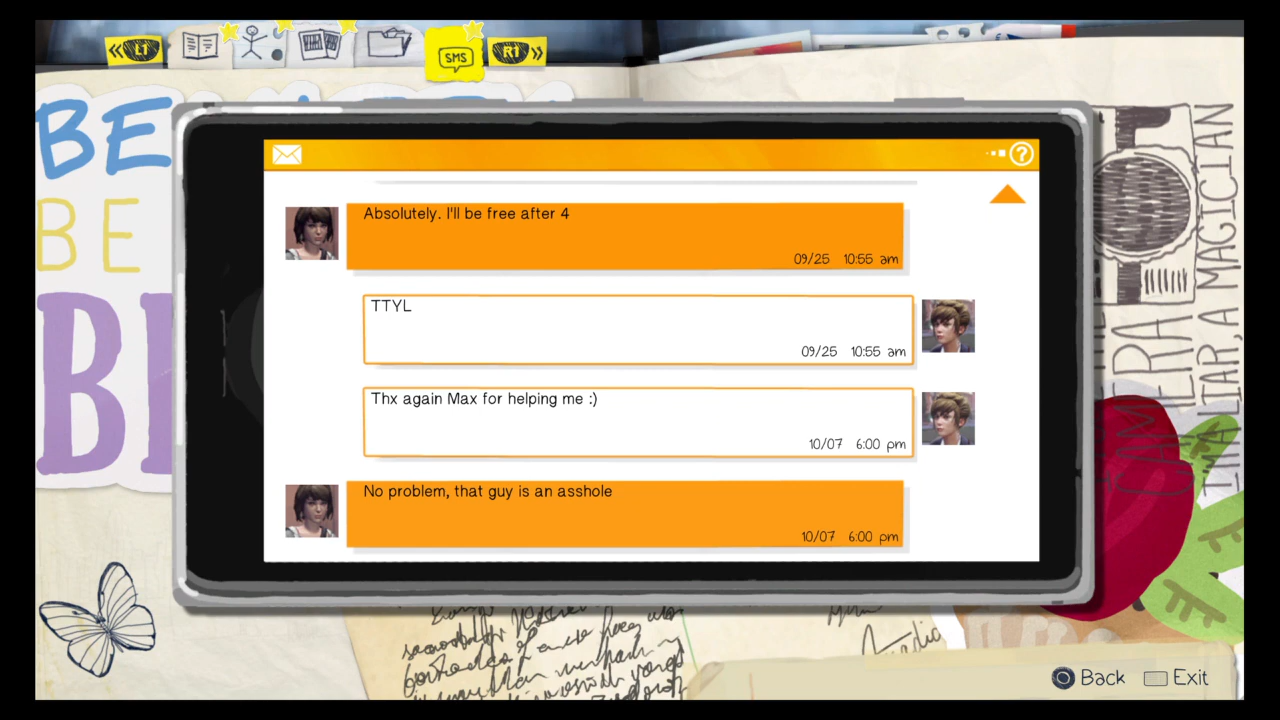 L1
SMS
R1
BE
BE
?
Absolutely. I'll be free after 4
09/25 10:55 am
TTYL
09/25 10:55 am
Thx again Max for helping me :)
10/07 6:00 pm
No problem, that guy is an asshole
10/07 6:00 pm
CAMERA
I'M A LIAR, A MAGICIAN
Back
Exit